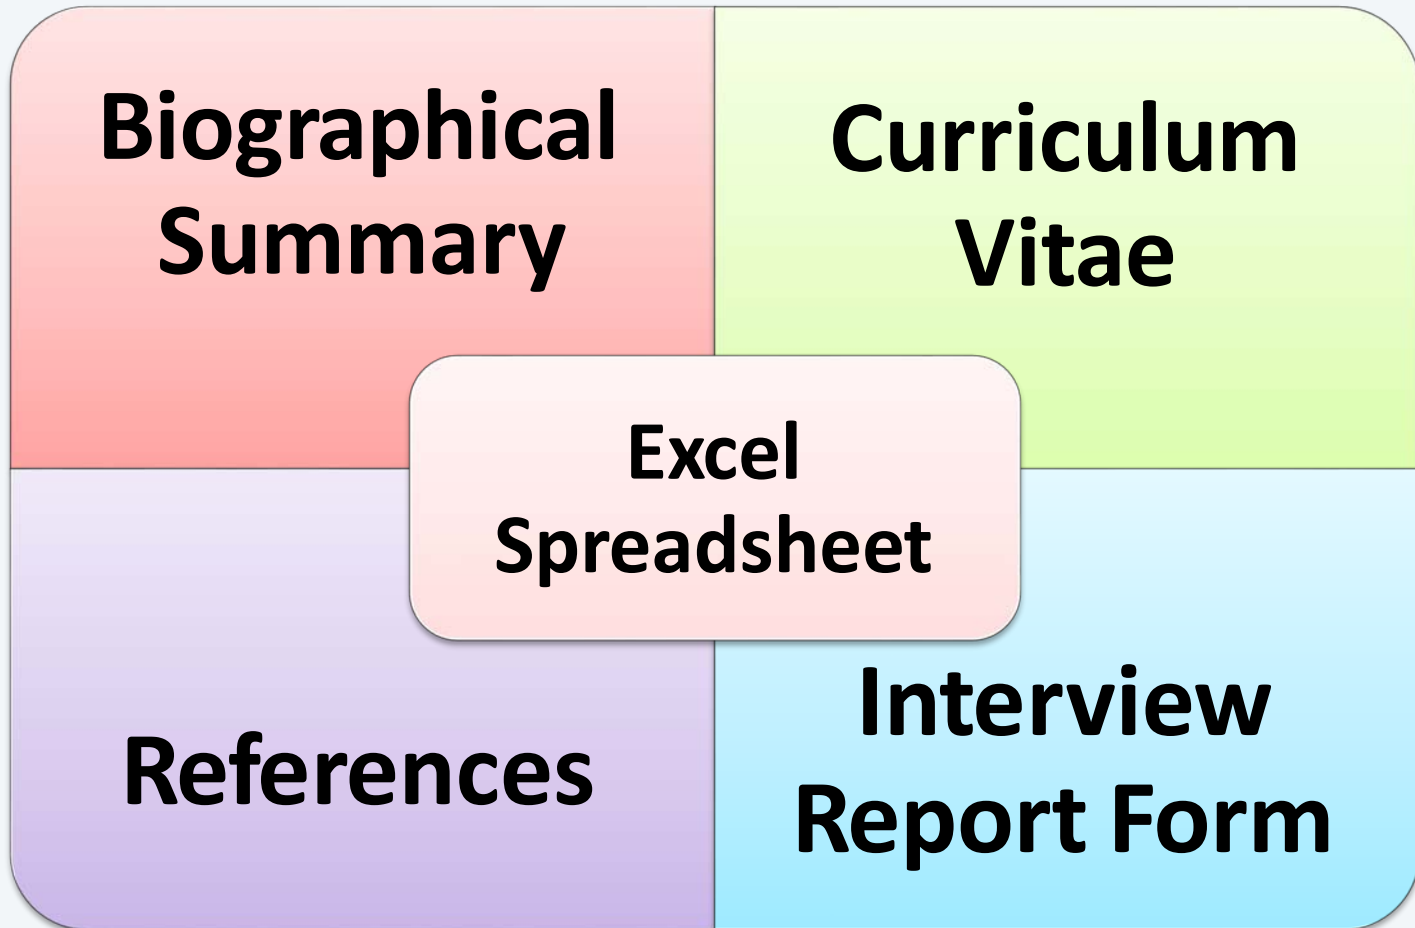 Biographical
Summary
Curriculum
Vitae
Excel
Spreadsheet
References
Interview
Report Form